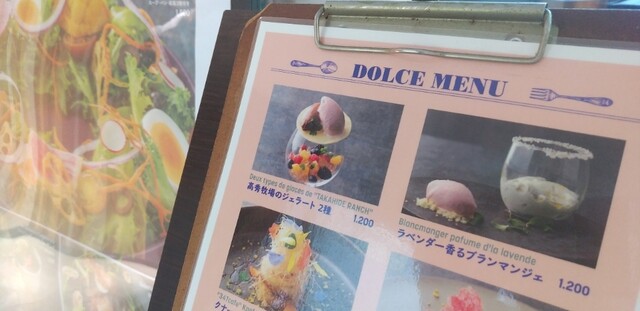 DOLCE MENU
Deux types de glaces de "TAKAHIDE RANCH"
高秀牧場のジェラート 2種
1.200
Blancmanger patume d'la lavende
ラベンダー香るブランマンジェ
1.200